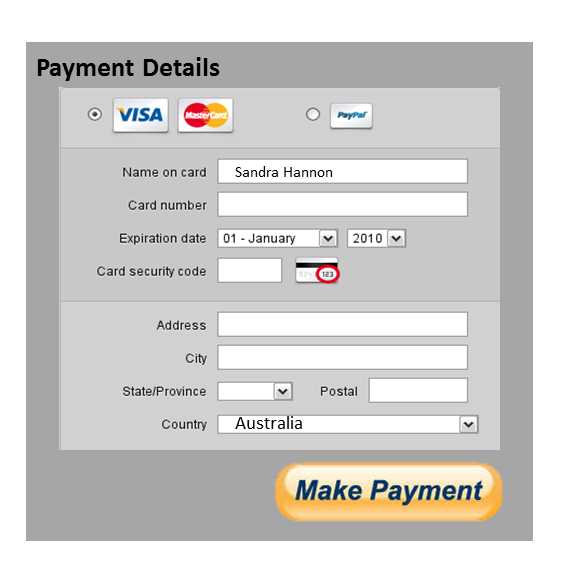 Payment Details
VISA MasterCard PayPal
Name on card Sandra Hannon
Card number
Expiration date 01 - January 2010
Card security code 123
Address
City
State/Province Postal
Country Australia
Make Payment